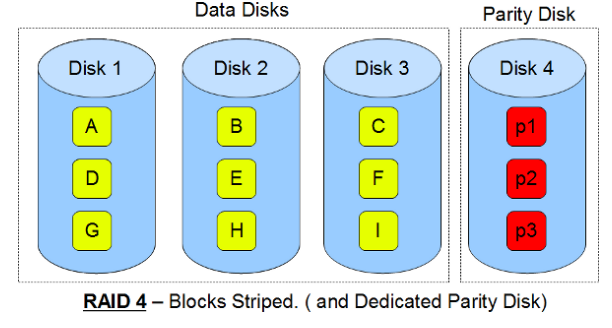 Data Disks Parity Disk
Disk 1 Disk 2 Disk 3 Disk 4
A B C p1
D E F p2
G H I p3
RAID 4 – Blocks Striped. ( and Dedicated Parity Disk)